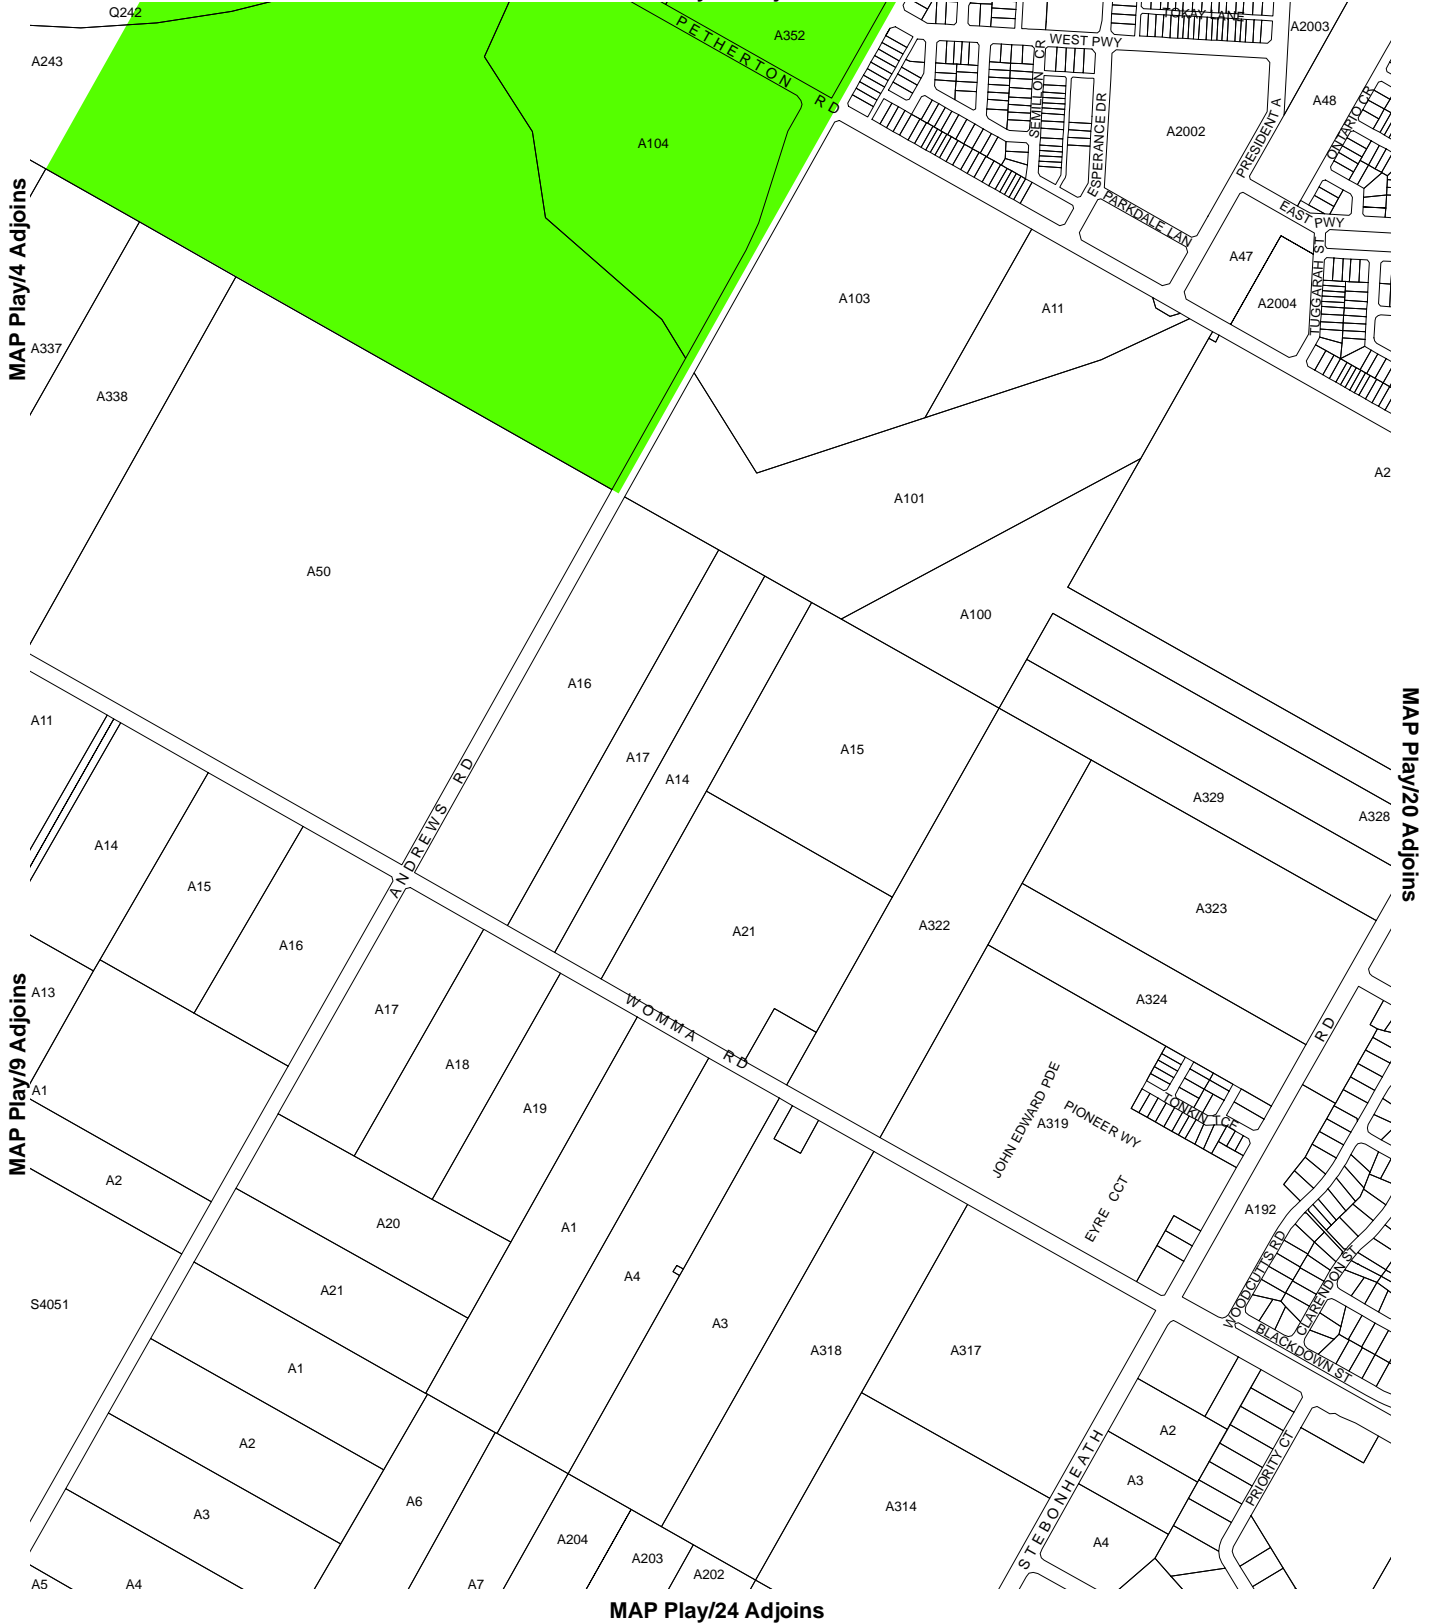 Q242
A352
TOKAY LANE
A2003
A243
PETHERTON RD
WEST PWY
SEMILLON CR
A48
ONTARIO CR
ESPERANCE DR
A2002
PRESIDENT A
A104
PARKDALE LAN
EAST PWY
A47
TUGGARAH ST
MAP Play/4 Adjoins
A103
A11
A2004
A337
A338
A2
A101
A50
A100
A16
A11
A17
A14
A15
MAP Play/20 Adjoins
A329
A328
ANDREWS RD
A14
A15
A16
A21
A322
A323
A13
A17
WOMMA RD
A324
RD
MAP Play/9 Adjoins
A18
A1
A19
JOHN EDWARD PDE
A319
PIONEER WY
TONKIN TCE
A2
A20
A1
EYRE CCT
A192
WOODCUTTS RD
CLARENDON ST
BLACKDOWN ST
A4
A21
S4051
A3
A318
A317
A1
A2
A2
PRIORITY CT
STEBONHEATH
A3
A3
A6
A314
A204
A203
A202
A4
A5
A4
A7
MAP Play/24 Adjoins